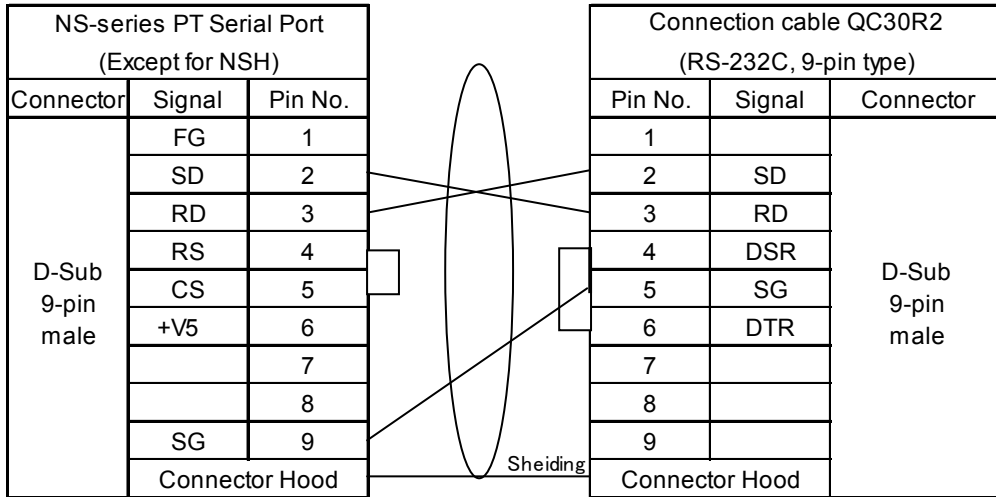 NS-series PT Serial Port
(Except for NSH)
Connector Signal Pin No.
FG 1
SD 2
RD 3
RS 4
CS 5
+V5 6
7
8
SG 9
D-Sub
9-pin
male
Connector Hood
Sheiding
Connection cable QC30R2
(RS-232C, 9-pin type)
Pin No. Signal Connector
1
2 SD
3 RD
4 DSR
5 SG
6 DTR
7
8
9
D-Sub
9-pin
male
Connector Hood